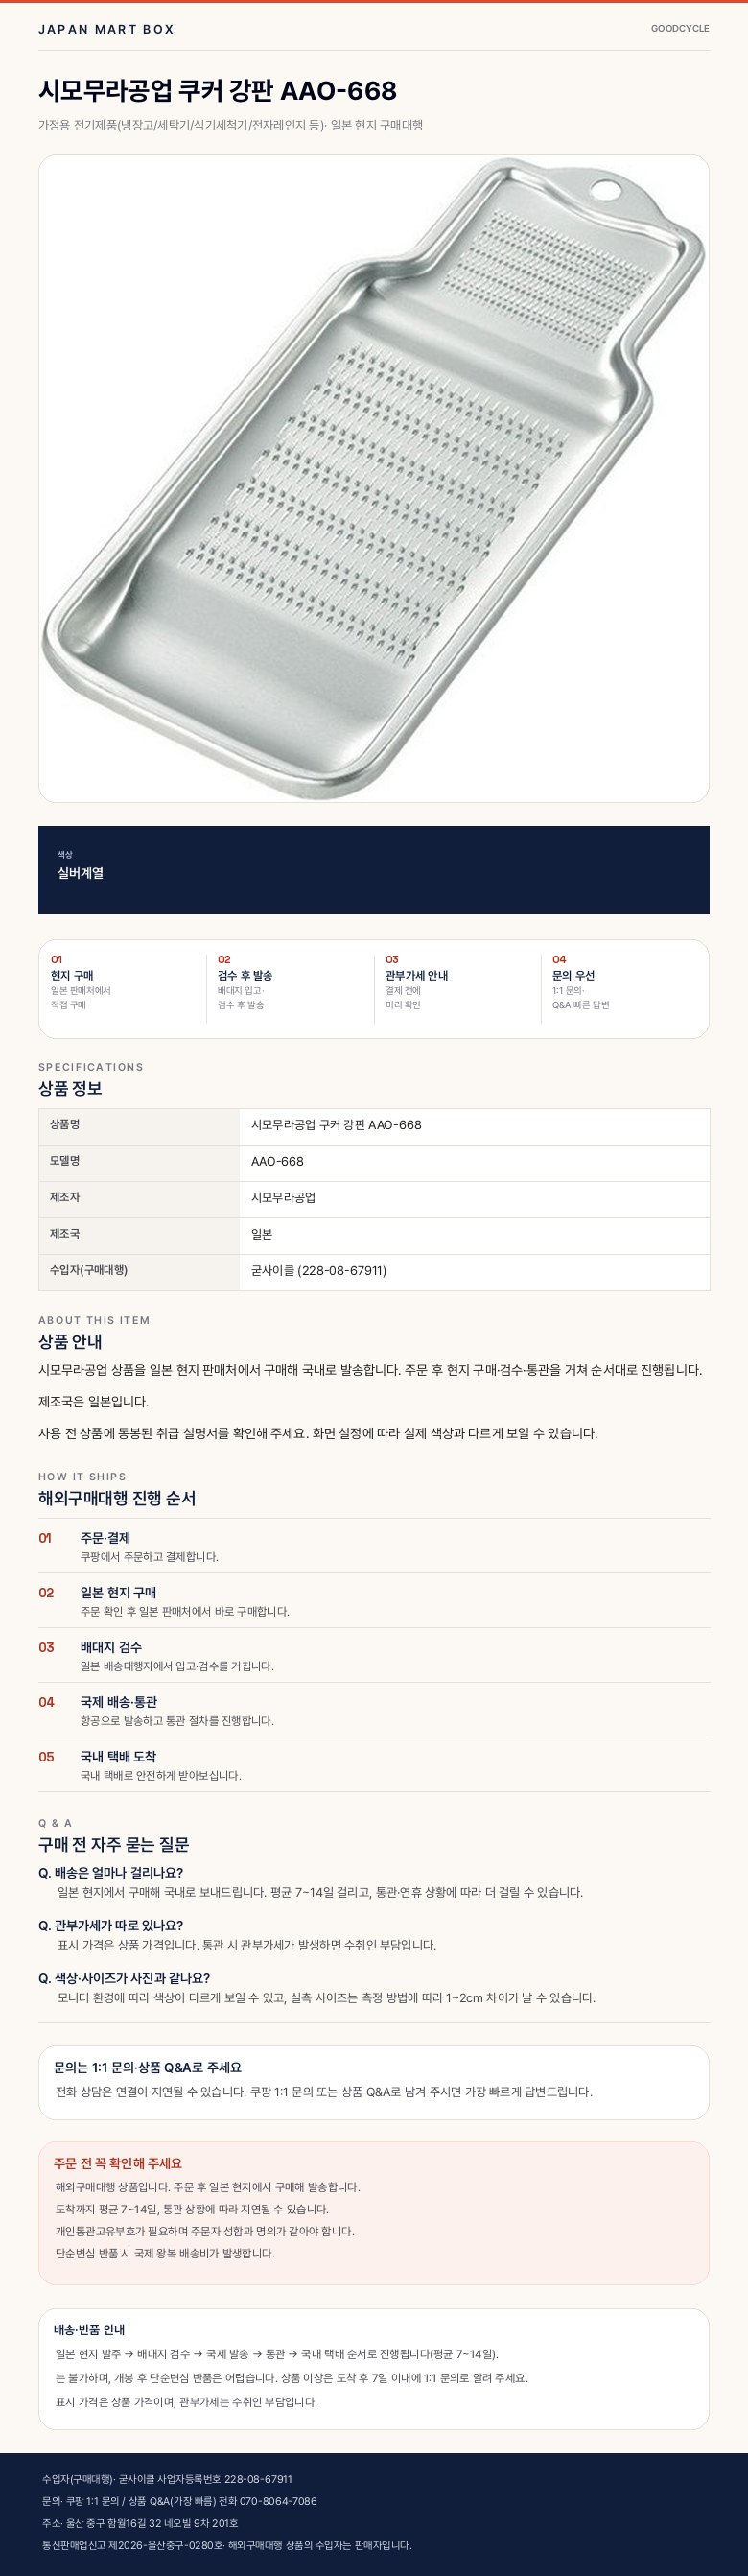 JAPAN MART BOX
GOODCYCLE
시모무라공업 쿠커 강판 AAO-668
가정용 전기제품(냉장고/세탁기/식기세척기/전자레인지 등)· 일본 현지 구매대행
색상
실버계열
01
현지 구매
일본 판매처에서
직접 구매
02
검수 후 발송
배대지 입고·
검수 후 발송
03
관부가세 안내
결제 전에
미리 확인
04
문의 우선
1:1 문의·
Q&A 빠른 답변
SPECIFICATIONS
상품 정보
상품명 시모무라공업 쿠커 강판 AAO-668
모델명 AAO-668
제조자 시모무라공업
제조국 일본
수입자(구매대행) 굳사이클 (228-08-67911)
ABOUT THIS ITEM
상품 안내
시모무라공업 상품을 일본 현지 판매처에서 구매해 국내로 발송합니다. 주문 후 현지 구매·검수·통관을 거쳐 순서대로 진행됩니다.
제조국은 일본입니다.
사용 전 상품에 동봉된 취급 설명서를 확인해 주세요. 화면 설정에 따라 실제 색상과 다르게 보일 수 있습니다.
HOW IT SHIPS
해외구매대행 진행 순서
01 주문·결제
쿠팡에서 주문하고 결제합니다.
02 일본 현지 구매
주문 확인 후 일본 판매처에서 바로 구매합니다.
03 배대지 검수
일본 배송대행지에서 입고·검수를 거칩니다.
04 국제 배송·통관
항공으로 발송하고 통관 절차를 진행합니다.
05 국내 택배 도착
국내 택배로 안전하게 받아보십니다.
Q & A
구매 전 자주 묻는 질문
Q. 배송은 얼마나 걸리나요?
일본 현지에서 구매해 국내로 보내드립니다. 평균 7~14일 걸리고, 통관·연휴 상황에 따라 더 걸릴 수 있습니다.
Q. 관부가세가 따로 있나요?
표시 가격은 상품 가격입니다. 통관 시 관부가세가 발생하면 수취인 부담입니다.
Q. 색상·사이즈가 사진과 같나요?
모니터 환경에 따라 색상이 다르게 보일 수 있고, 실측 사이즈는 측정 방법에 따라 1~2cm 차이가 날 수 있습니다.
문의는 1:1 문의·상품 Q&A로 주세요
전화 상담은 연결이 지연될 수 있습니다. 쿠팡 1:1 문의 또는 상품 Q&A로 남겨 주시면 가장 빠르게 답변드립니다.
주문 전 꼭 확인해 주세요
해외구매대행 상품입니다. 주문 후 일본 현지에서 구매해 발송합니다.
도착까지 평균 7~14일, 통관 상황에 따라 지연될 수 있습니다.
개인통관고유부호가 필요하며 주문자 성함과 명의가 같아야 합니다.
단순변심 반품 시 국제 왕복 배송비가 발생합니다.
배송·반품 안내
일본 현지 발주 → 배대지 검수 → 국제 발송 → 통관 → 국내 택배 순서로 진행됩니다(평균 7~14일).
는 불가하며, 개봉 후 단순변심 반품은 어렵습니다. 상품 이상은 도착 후 7일 이내에 1:1 문의로 알려 주세요.
표시 가격은 상품 가격이며, 관부가세는 수취인 부담입니다.
수입자(구매대행)· 굳사이클 사업자등록번호 228-08-67911
문의· 쿠팡 1:1 문의 / 상품 Q&A(가장 빠름) 전화 070-8064-7086
주소· 울산 중구 함월16길 32 네오빌 9차 201호
통신판매업신고 제2026-울산중구-0280호· 해외구매대행 상품의 수입자는 판매자입니다.